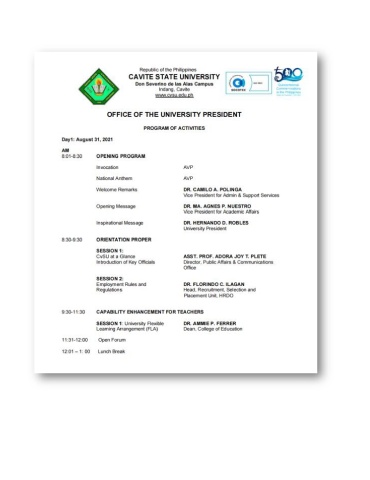 Republic of the Philippines
CAVITE STATE UNIVERSITY
Don Severino de las Alas Campus
Indang, Cavite
www.cvsu.edu.ph
500
OFFICE OF THE UNIVERSITY PRESIDENT
PROGRAM OF ACTIVITIES
Day1: August 31, 2021
AM
8:01-8:30 OPENING PROGRAM
Invocation AVP
National Anthem AVP
Welcome Remarks DR. CAMILO A. POLINGA
Vice President for Admin & Support Services
Opening Message DR. MA. AGNES P. NUESTRO
Vice President for Academic Affairs
Inspirational Message DR. HERNANDO D. ROBLES
University President
8:30-9:30 ORIENTATION PROPER
SESSION 1:
CvSU at a Glance ASST. PROF. ADORA JOY T. PLETE
Introduction of Key Officials Director, Public Affairs & Communications
Office
SESSION 2:
Employment Rules and DR. FLORINDO C. ILAGAN
Regulations Head, Recruitment, Selection and
Placement Unit, HRDO
9:30-11:30 CAPABILITY ENHANCEMENT FOR TEACHERS
SESSION 1: University Flexible DR. AMMIE P. FERRER
Learning Arrangement (FLA) Dean, College of Education
11:31-12:00 Open Forum
12:01 – 1: 00 Lunch Break